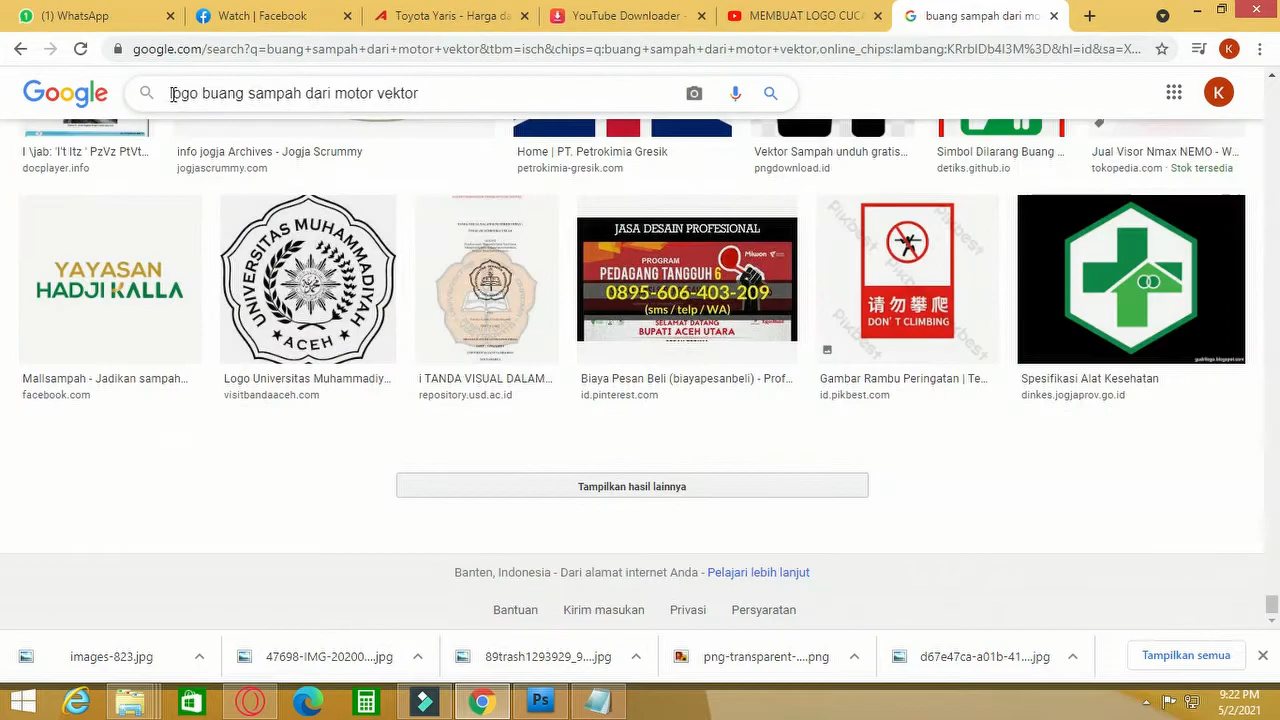 (1) WhatsApp
Watch | Facebook
Toyota Yaris - Harga da
YouTube Downloader -
MEMBUAT LOGO CUCA
buang sampah dari mo
google.com/search?q=buang+sampah+dari+motor+vektor&tbm=isch&chips=q:buang+sampah+dari+motor+vektor,online_chips:lambang:KRrbIDb4I3M%3D&hl=id&sa=X...
K
Google
logo buang sampah dari motor vektor
K
I \jab: 'I't Itz ' PzVz PtVt...
info jogja Archives - Jogja Scrummy
Home | PT. Petrokimia Gresik
Vektor Sampah unduh gratis...
Simbol Dilarang Buang ...
Jual Visor Nmax NEMO - W...
docplayer.info
jogjascrummy.com
petrokimia-gresik.com
pngdownload.id
detiks.github.io
tokopedia.com · Stok tersedia
YAYASAN
HADJI KALLA
UNIVERSITAS MUHAMMADIYAH
ACEH
JASA DESAIN PROFESIONAL
PROGRAM
PEDAGANG TANGGUH 6
Miwon
0895-606-403-209
(sms / telp / WA)
SELAMAT DATANG
BUPATI ACEH UTARA
Pikbest
请勿攀爬
DON'T CLIMBING
Mallsampah - Jadikan sampah...
Logo Universitas Muhammadiy...
i TANDA VISUAL DALAM...
Biaya Pesan Beli (biayapesanbeli) - Prof...
Gambar Rambu Peringatan | Te...
Spesifikasi Alat Kesehatan
facebook.com
visitbandaaceh.com
repository.usd.ac.id
id.pinterest.com
id.pikbest.com
dinkes.jogjaprov.go.id
Tampilkan hasil lainnya
Banten, Indonesia - Dari alamat internet Anda - Pelajari lebih lanjut
Bantuan
Kirim masukan
Privasi
Persyaratan
images-823.jpg
47698-IMG-20200....jpg
89trash1293929_9....jpg
png-transparent-....png
d67e47ca-a01b-41....jpg
Tampilkan semua
Ps
9:22 PM
5/2/2021